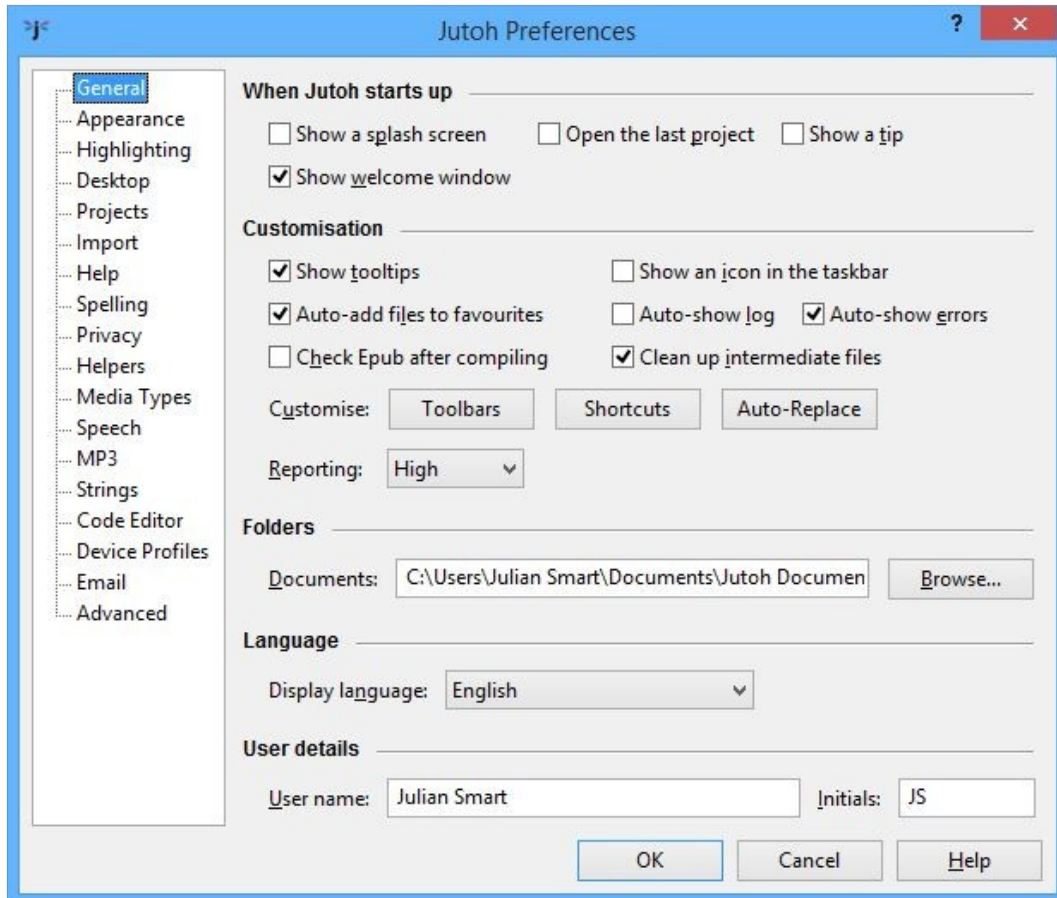 Jutoh Preferences
?
General
Appearance
Highlighting
Desktop
Projects
Import
Help
Spelling
Privacy
Helpers
Media Types
Speech
MP3
Strings
Code Editor
Device Profiles
Email
Advanced
When Jutoh starts up
Show a splash screen Open the last project Show a tip
Show welcome window
Customisation
Show tooltips Show an icon in the taskbar
Auto-add files to favourites Auto-show log Auto-show errors
Check Epub after compiling Clean up intermediate files
Customise: Toolbars Shortcuts Auto-Replace
Reporting: High
Folders
Documents: C:\Users\Julian Smart\Documents\Jutoh Documen Browse...
Language
Display language: English
User details
User name: Julian Smart Initials: JS
OK Cancel Help